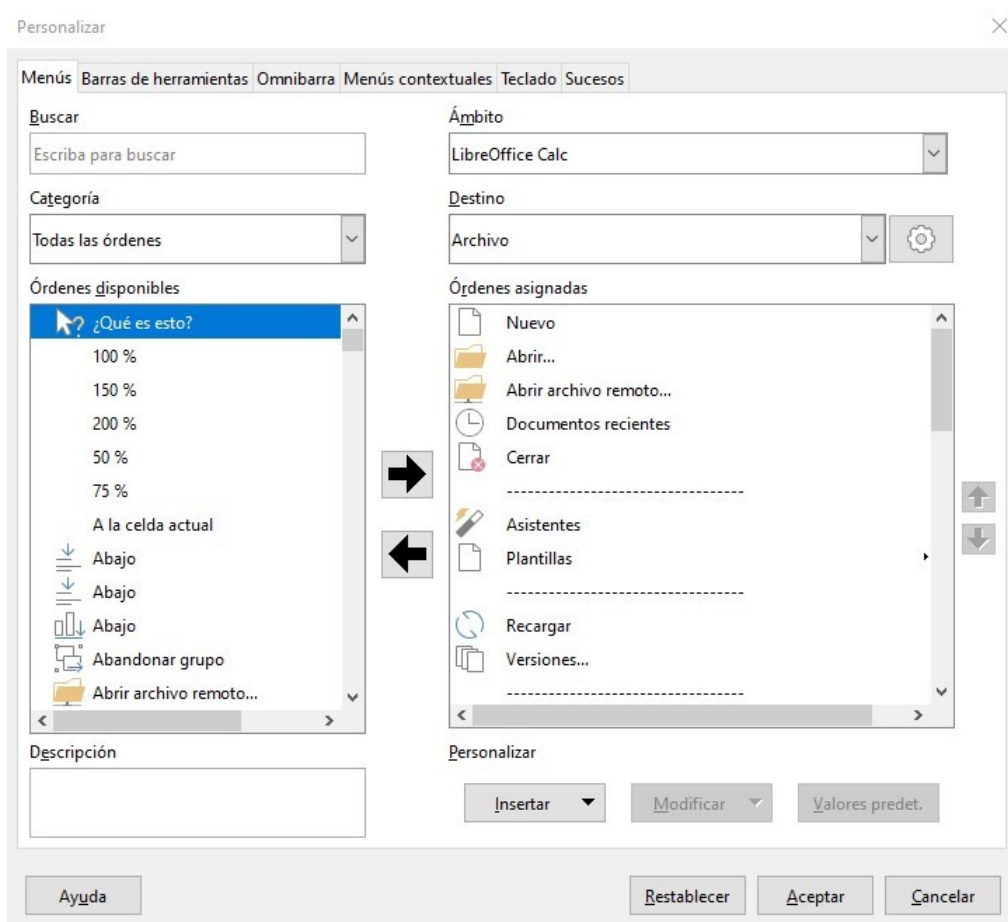 Personalizar
Menús Barras de herramientas Omnibarra Menús contextuales Teclado Sucesos
Buscar
Escriba para buscar
Categoría
Todas las órdenes
Órdenes disponibles
¿Qué es esto?
100 %
150 %
200 %
50 %
75 %
A la celda actual
Abajo
Abajo
Abajo
Abandonar grupo
Abrir archivo remoto...
Descripción
Ámbito
LibreOffice Calc
Destino
Archivo
Órdenes asignadas
Nuevo
Abrir...
Abrir archivo remoto...
Documentos recientes
Cerrar
----------------------------------
Asistentes
Plantillas
----------------------------------
Recargar
Versiones...
----------------------------------
Personalizar
Insertar Modificar Valores predet.
Ayuda Restablecer Aceptar Cancelar